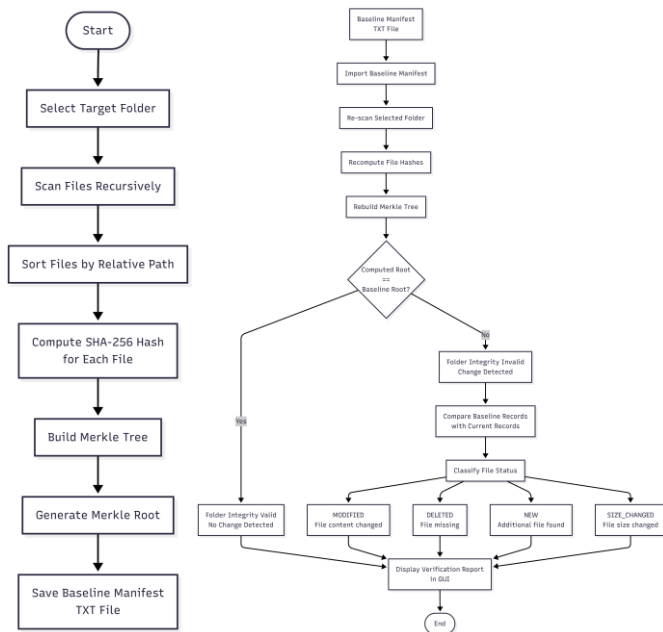 Start
Select Target Folder
Scan Files Recursively
Sort Files by Relative Path
Compute SHA-256 Hash
for Each File
Build Merkle Tree
Generate Merkle Root
Save Baseline Manifest
TXT File
Baseline Manifest
TXT File
Import Baseline Manifest
Re-scan Selected Folder
Recompute File Hashes
Rebuild Merkle Tree
Computed Root
==
Baseline Root?
Yes
No
Folder Integrity Invalid
Change Detected
Compare Baseline Records
with Current Records
Classify File Status
Folder Integrity Valid
No Change Detected
MODIFIED
File content changed
DELETED
File missing
NEW
Additional file found
SIZE_CHANGED
File size changed
Display Verification Report
in GUI
End